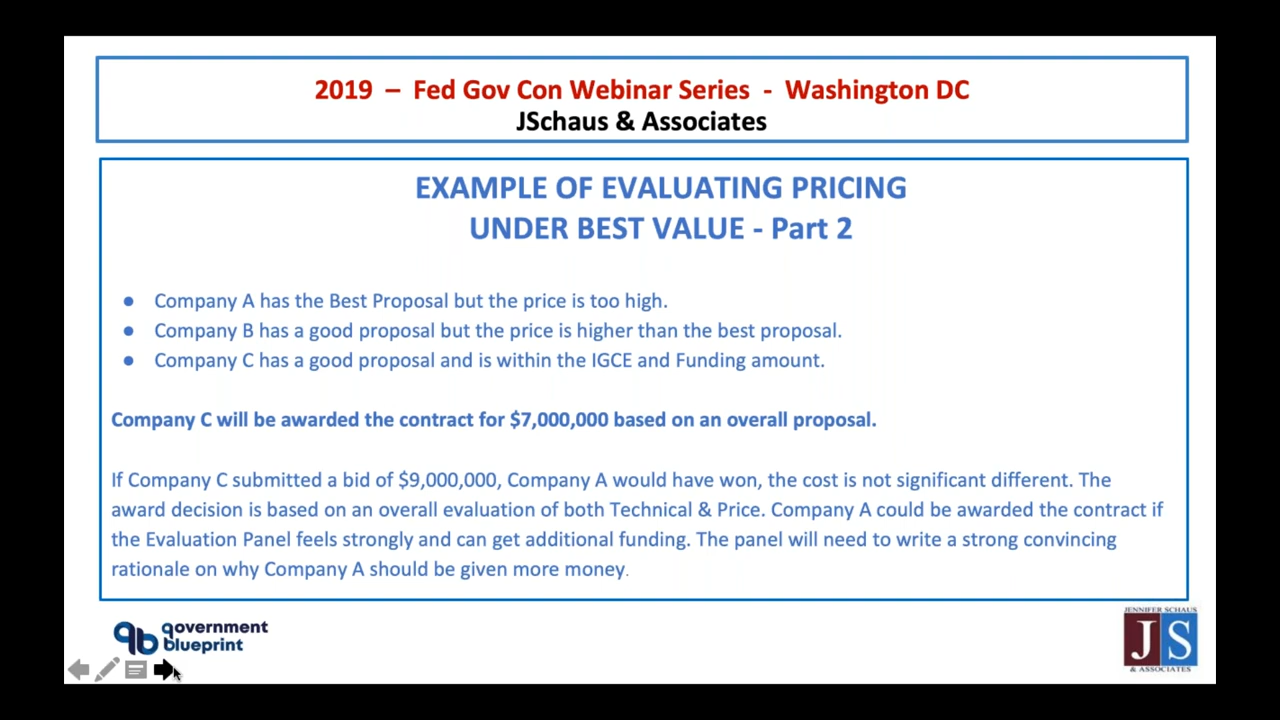 2019 – Fed Gov Con Webinar Series - Washington DC
JSchaus & Associates
EXAMPLE OF EVALUATING PRICING
UNDER BEST VALUE - Part 2
● Company A has the Best Proposal but the price is too high.
● Company B has a good proposal but the price is higher than the best proposal.
● Company C has a good proposal and is within the IGCE and Funding amount.
Company C will be awarded the contract for $7,000,000 based on an overall proposal.
If Company C submitted a bid of $9,000,000, Company A would have won, the cost is not significant different. The
award decision is based on an overall evaluation of both Technical & Price. Company A could be awarded the contract if
the Evaluation Panel feels strongly and can get additional funding. The panel will need to write a strong convincing
rationale on why Company A should be given more money.
gb government
blueprint
JENNIFER SCHAUS
JS
& ASSOCIATES